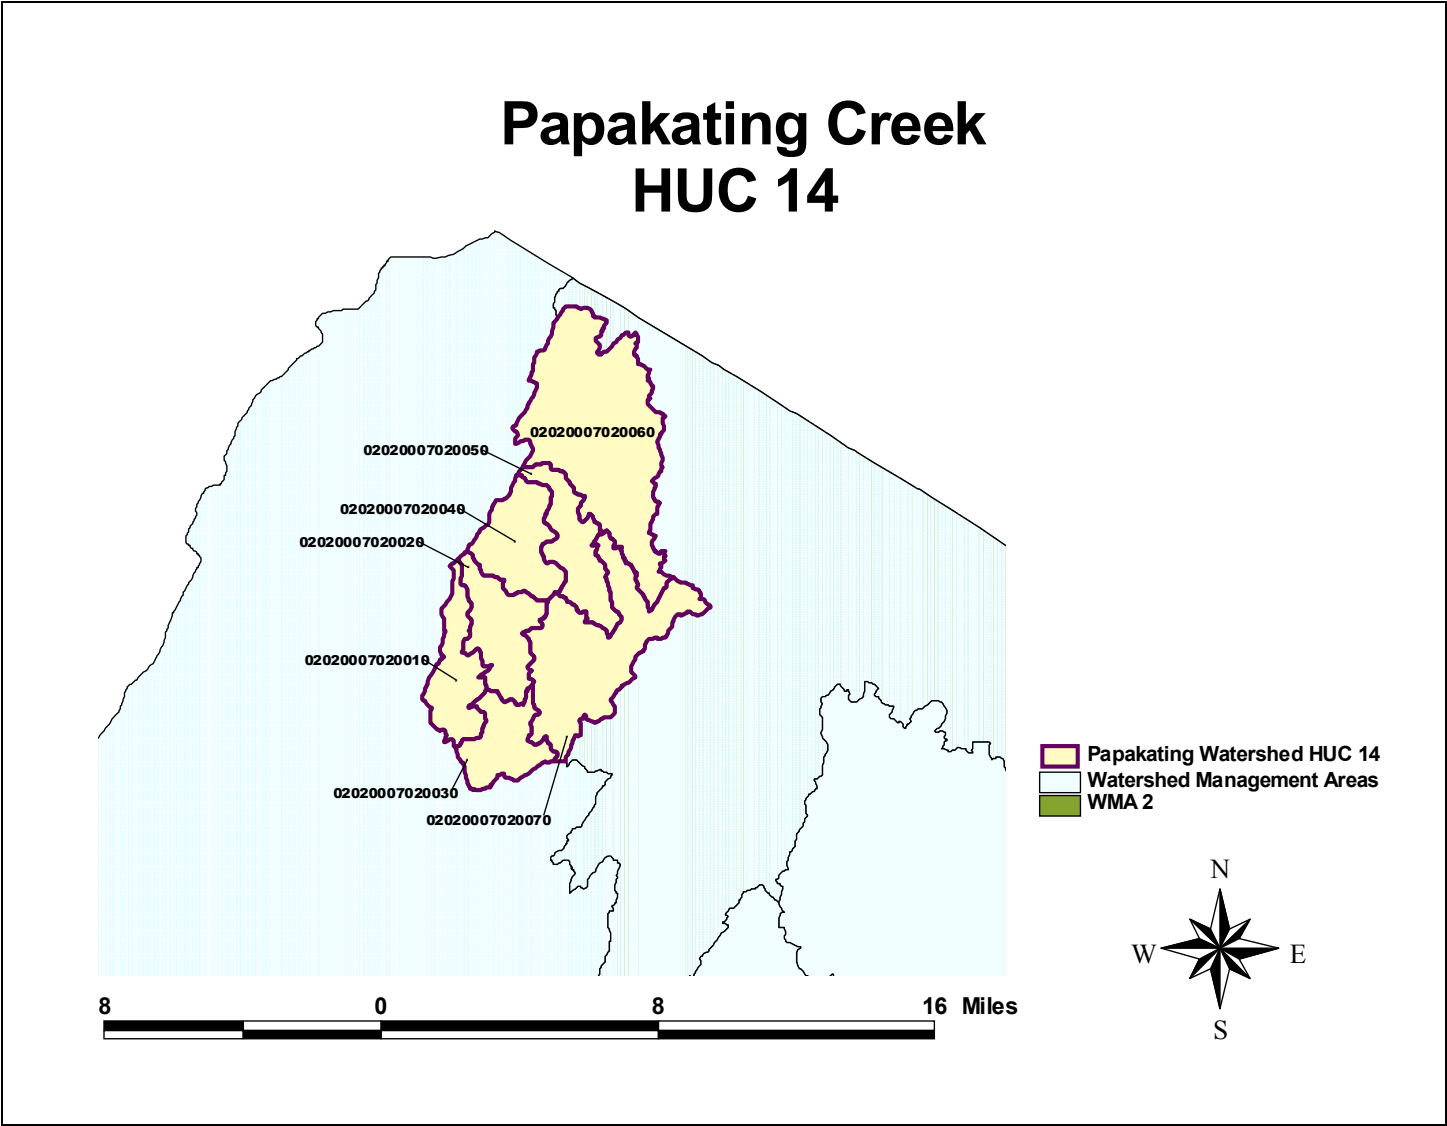 Papakating Creek
HUC 14
02020007020060
02020007020050
02020007020040
02020007020020
02020007020010
02020007020030
02020007020070
Papakating Watershed HUC 14
Watershed Management Areas
WMA 2
N
W E
S
8 0 8 16 Miles